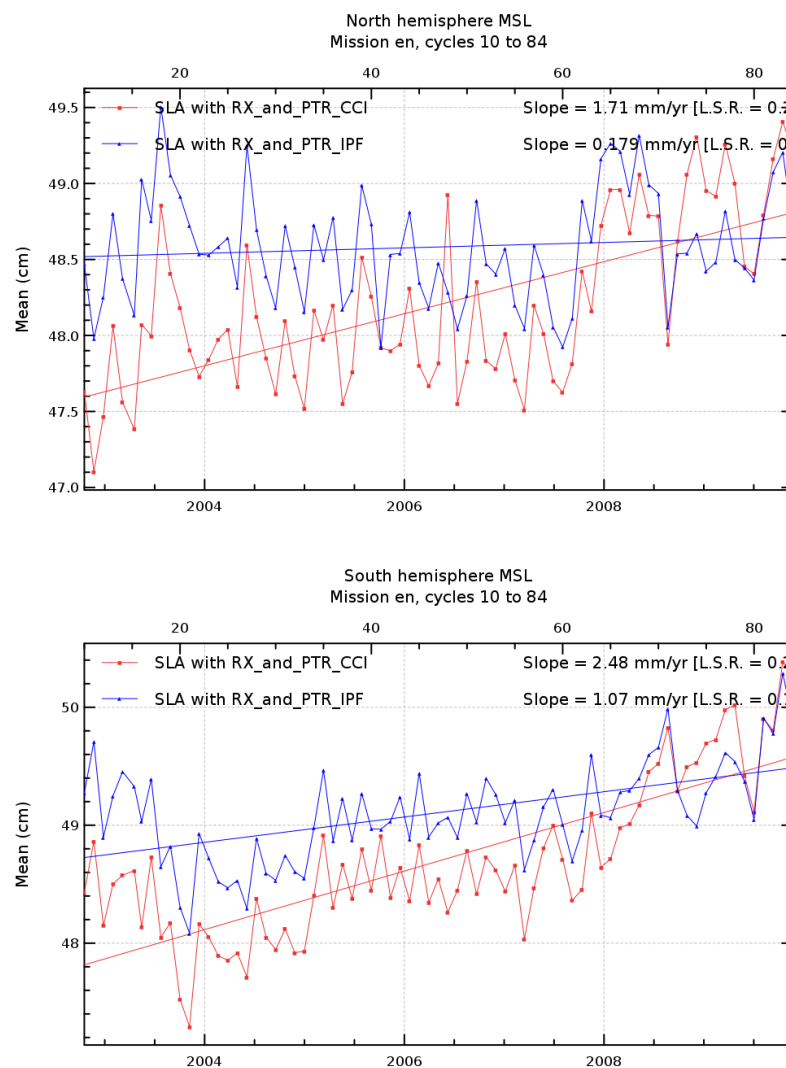 North hemisphere MSL
Mission en, cycles 10 to 84
20 40 60 80
49.5
SLA with RX_and_PTR_CCI Slope = 1.71 mm/yr [L.S.R. = 0.
SLA with RX_and_PTR_IPF Slope = 0.179 mm/yr [L.S.R. = 0
49.0
48.5
Mean (cm)
48.0
47.5
47.0
2004 2006 2008
South hemisphere MSL
Mission en, cycles 10 to 84
20 40 60 80
SLA with RX_and_PTR_CCI Slope = 2.48 mm/yr [L.S.R. = 0.
SLA with RX_and_PTR_IPF Slope = 1.07 mm/yr [L.S.R. = 0.
50
49
Mean (cm)
48
2004 2006 2008